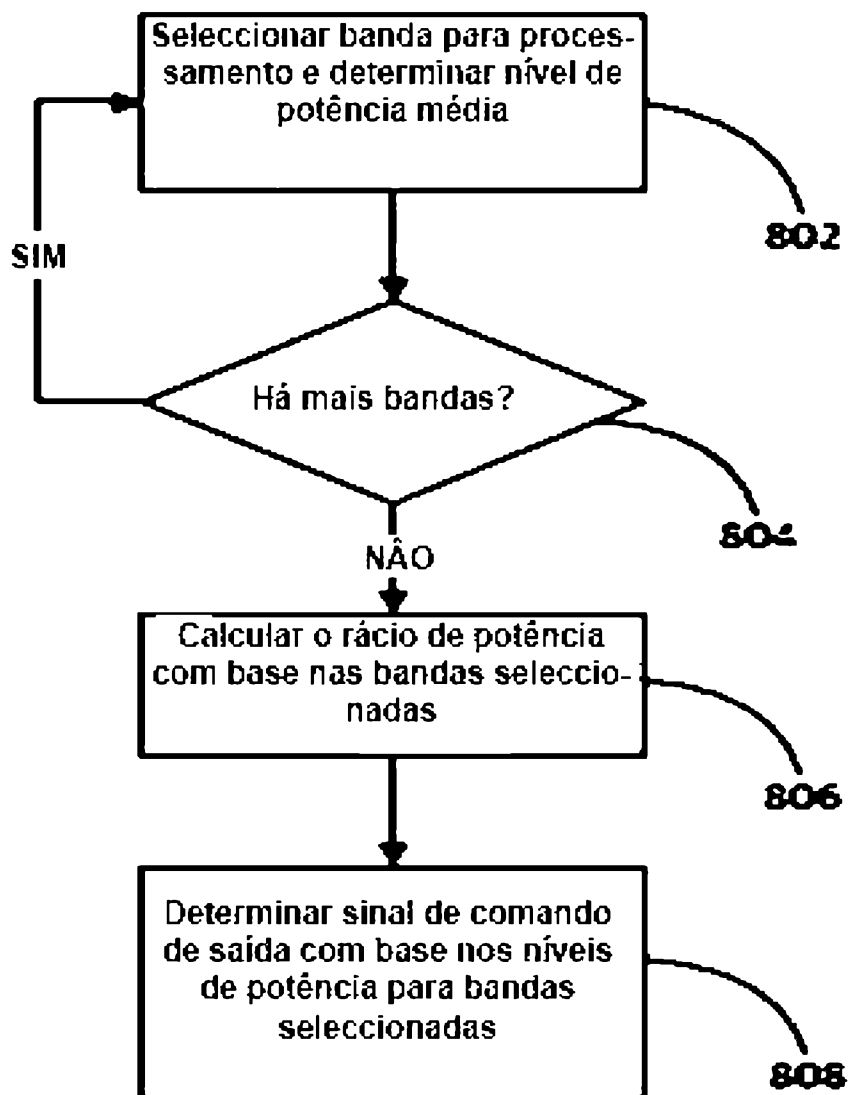 Seleccionar banda para proces-
samento e determinar nível de
potência média
802
SIM
Há mais bandas?
804
NÂO
Calcular o rácio de potência
com base nas bandas seleccio-
nadas
806
Determinar sinal de comando
de saída com base nos níveis
de potência para bandas
seleccionadas
808